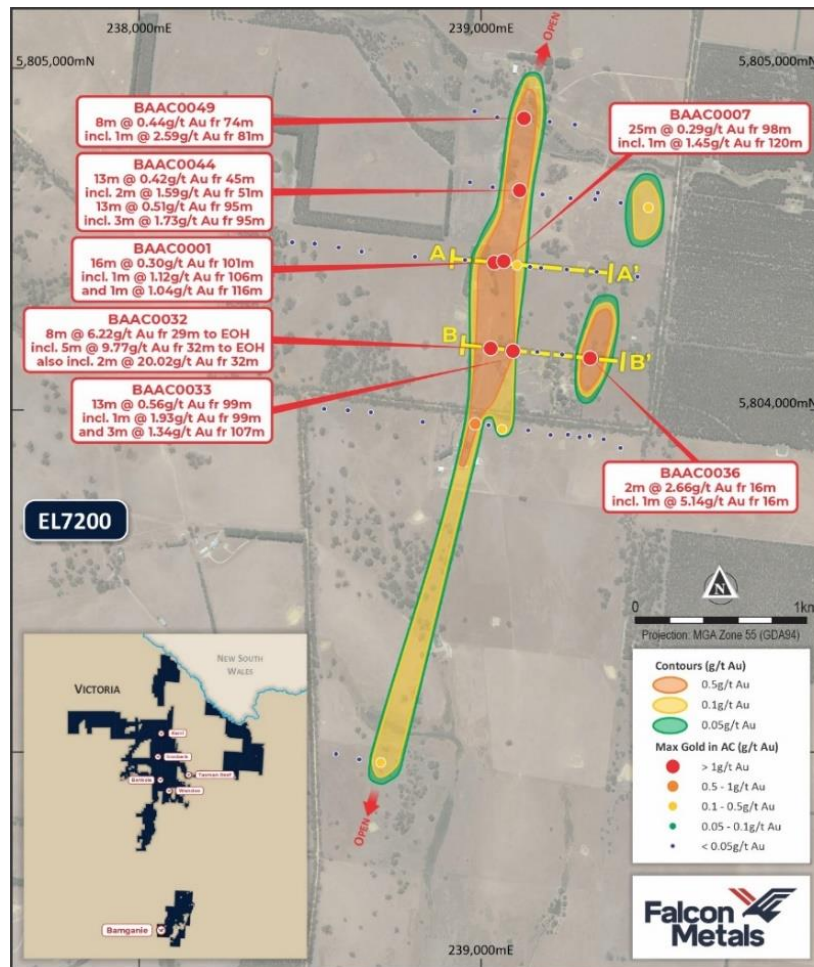 238,000mE
239,000mE
5,805,000mN
5,805,000mN
OPEN
BAAC0049
8m @ 0.44g/t Au fr 74m
incl. 1m @ 2.59g/t Au fr 81m
BAAC0007
25m @ 0.29g/t Au fr 98m
incl. 1m @ 1.45g/t Au fr 120m
BAAC0044
13m @ 0.42g/t Au fr 45m
incl. 2m @ 1.59g/t Au fr 51m
13m @ 0.51g/t Au fr 95m
incl. 3m @ 1.73g/t Au fr 95m
BAAC0001
16m @ 0.30g/t Au fr 101m
incl. 1m @ 1.12g/t Au fr 106m
and 1m @ 1.04g/t Au fr 116m
A
A'
BAAC0032
8m @ 6.22g/t Au fr 29m to EOH
incl. 5m @ 9.77g/t Au fr 32m to EOH
also incl. 2m @ 20.02g/t Au fr 32m
B
B'
BAAC0033
13m @ 0.56g/t Au fr 99m
incl. 1m @ 1.93g/t Au fr 99m
and 3m @ 1.34g/t Au fr 107m
5,804,000mN
BAAC0036
2m @ 2.66g/t Au fr 16m
incl. 1m @ 5.14g/t Au fr 16m
EL7200
N
0
1km
Projection: MGA Zone 55 (GDA94)
NEW SOUTH
WALES
VICTORIA
Tasman Reef
Bamganie
OPEN
Contours (g/t Au)
0.5g/t Au
0.1g/t Au
0.05g/t Au
Max Gold in AC (g/t Au)
> 1g/t Au
0.5 - 1g/t Au
0.1 - 0.5g/t Au
0.05 - 0.1g/t Au
< 0.05g/t Au
Falcon
Metals
239,000mE